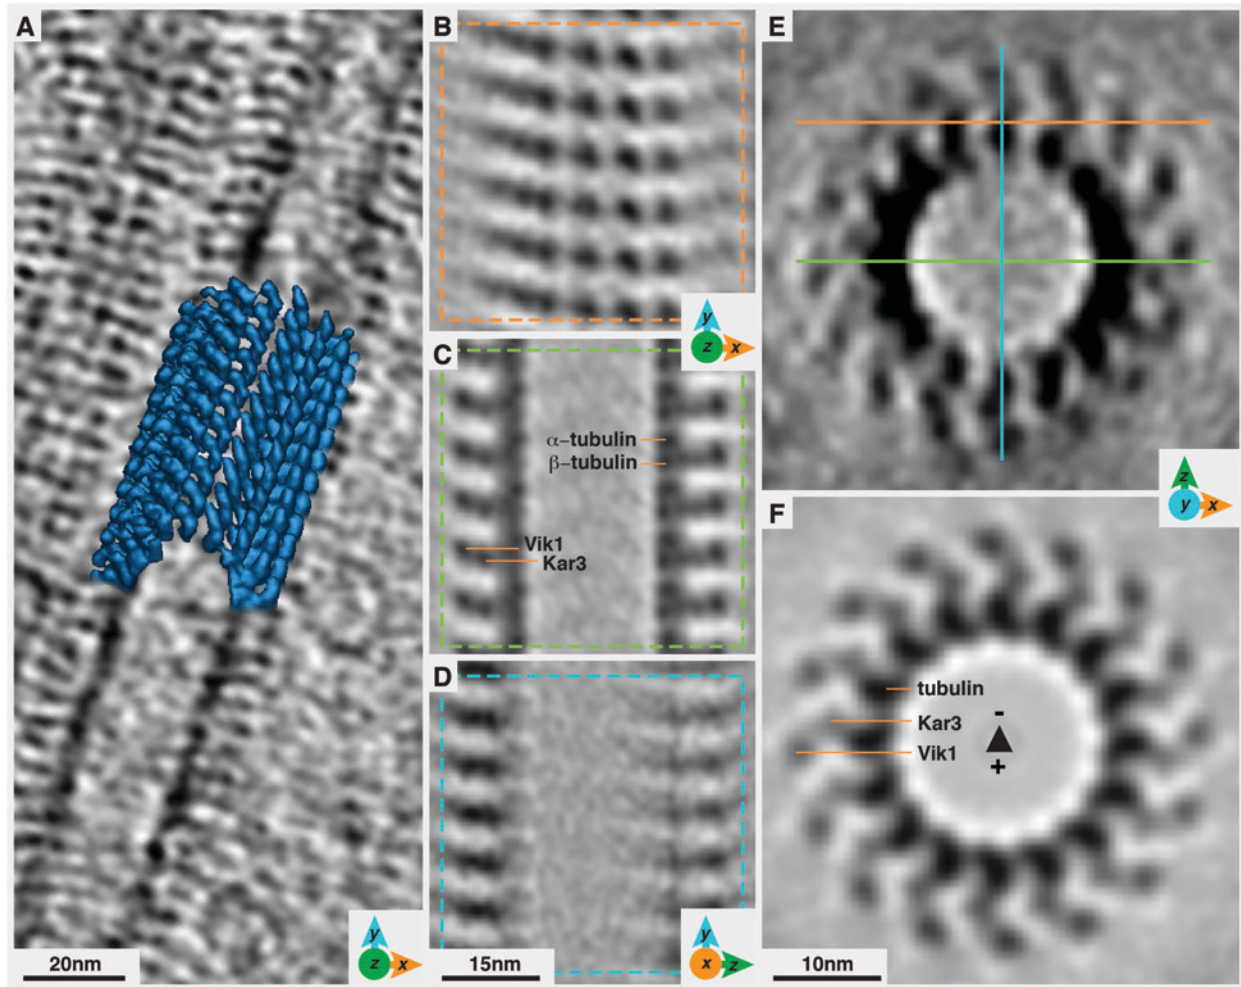 A
B
C
D
E
F
α-tubulin
β-tubulin
Vik1
Kar3
tubulin
Kar3
Vik1
-
+
y
z
x
y
z
x
y
x
z
z
y
x
20nm
15nm
10nm